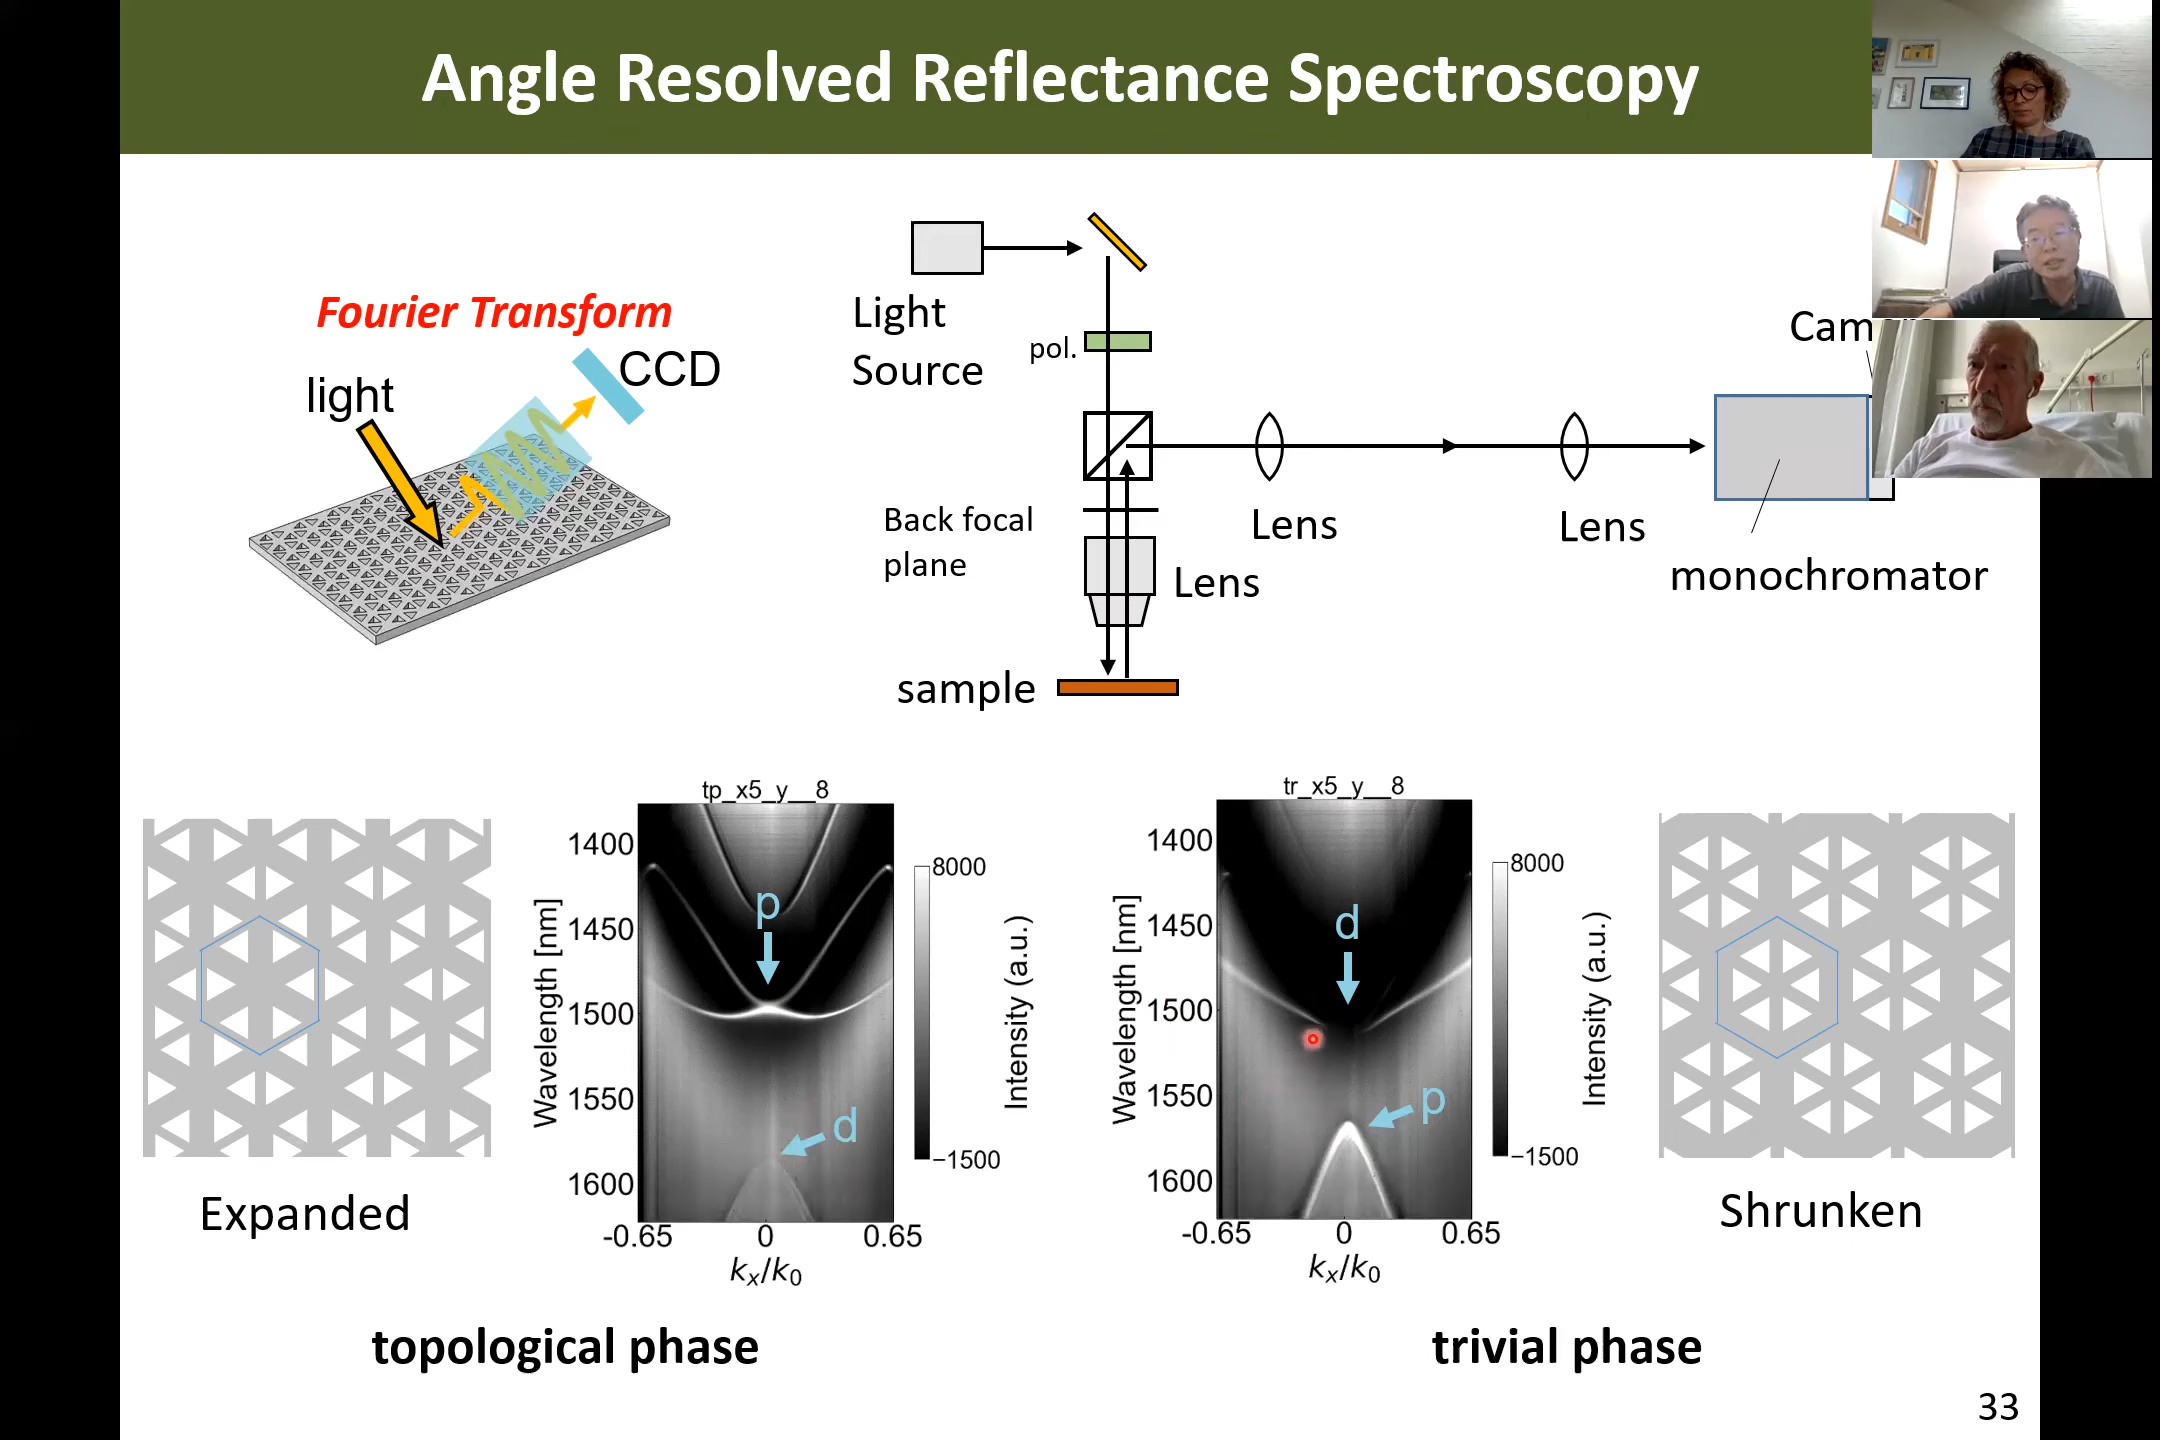 Angle Resolved Reflectance Spectroscopy
Fourier Transform
light
CCD
Light
Source
pol.
Back focal
plane
Lens
sample
Lens
Lens
monochromator
tp_x5_y__8
1400
1450
1500
1550
1600
Wavelength [nm]
p
d
-0.65
0
0.65
kx/k0
8000
−1500
Intensity (a.u.)
Expanded
topological phase
tr_x5_y__8
1400
1450
1500
1550
1600
Wavelength [nm]
d
p
-0.65
0
0.65
kx/k0
8000
−1500
Intensity (a.u.)
Shrunken
trivial phase
33